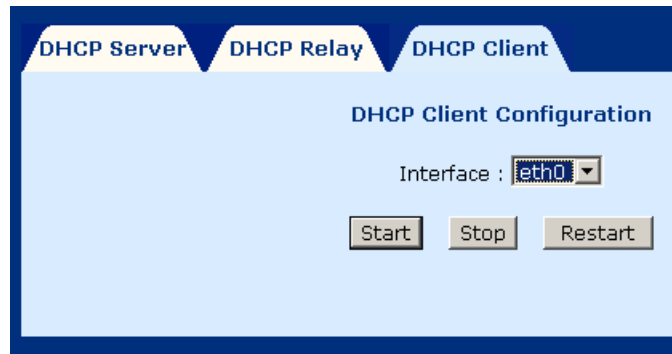 DHCP Server DHCP Relay DHCP Client
DHCP Client Configuration
Interface : eth0
Start Stop Restart